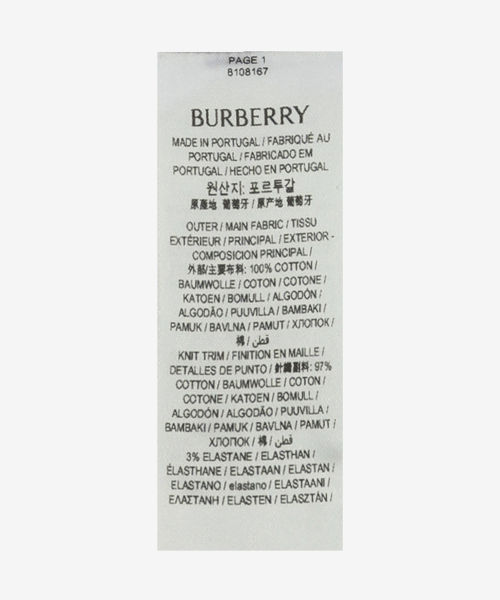 PAGE 1
8108167
BURBERRY
MADE IN PORTUGAL / FABRIQUÉ AU
PORTUGAL / FABRICADO EM
PORTUGAL / HECHO EN PORTUGAL
원산지: 포르투갈
原產地 葡萄牙 / 原产地 葡萄牙
OUTER / MAIN FABRIC / TISSU
EXTÉRIEUR / PRINCIPAL / EXTERIOR -
COMPOSICION PRINCIPAL /
外部/主要布料: 100% COTTON /
BAUMWOLLE / COTON / COTONE /
KATOEN / BOMULL / ALGODÓN /
ALGODÃO / PUUVILLA / BAMBAKI /
PAMUK / BAVLNA / PAMUT / ХЛОПОК /
棉 / قطن /
KNIT TRIM / FINITION EN MAILLE /
DETALLES DE PUNTO / 針織副料: 97%
COTTON / BAUMWOLLE / COTON /
COTONE / KATOEN / BOMULL /
ALGODÓN / ALGODÃO / PUUVILLA /
BAMBAKI / PAMUK / BAVLNA / PAMUT /
ХЛОПОК / 棉 / قطن
3% ELASTANE / ELASTHAN /
ÉLASTHANE / ELASTAAN / ELASTAN /
ELASTANO / elastano / ELASTAANI /
ΕΛΑΣΤΑΝΗ / ELASTEN / ELASZTÁN /